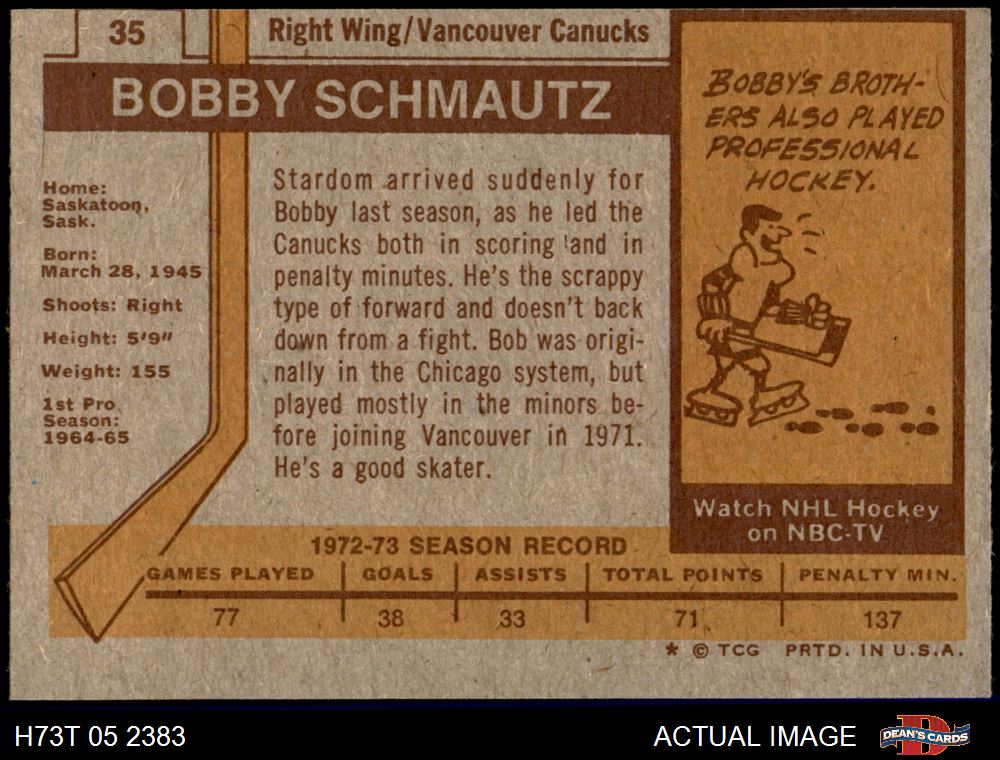 35
Right Wing/Vancouver Canucks
BOBBY SCHMAUTZ
Home:
Saskatoon,
Sask.
Born:
March 28, 1945
Shoots: Right
Height: 5'9"
Weight: 155
1st Pro
Season:
1964-65
Stardom arrived suddenly for
Bobby last season, as he led the
Canucks both in scoring and in
penalty minutes. He's the scrappy
type of forward and doesn't back
down from a fight. Bob was origi-
nally in the Chicago system, but
played mostly in the minors be-
fore joining Vancouver in 1971.
He's a good skater.
BOBBY'S BROTH-
ERS ALSO PLAYED
PROFESSIONAL
HOCKEY.
Watch NHL Hockey
on NBC-TV
1972-73 SEASON RECORD
GAMES PLAYED GOALS ASSISTS TOTAL POINTS PENALTY MIN.
77 38 33 71 137
* © TCG PRTD. IN U.S.A.
H73T 05 2383
ACTUAL IMAGE
DEAN'S CARDS